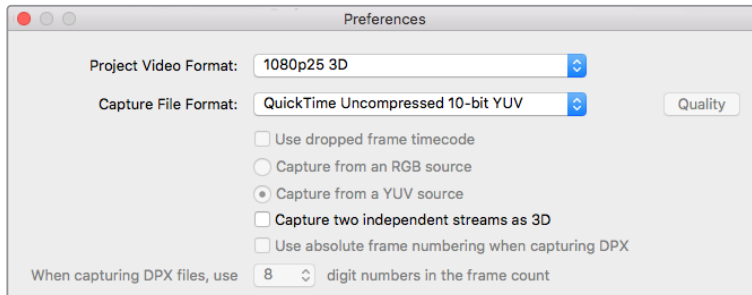 Preferences
Project Video Format: 1080p25 3D
Capture File Format: QuickTime Uncompressed 10-bit YUV Quality
Use dropped frame timecode
Capture from an RGB source
Capture from a YUV source
Capture two independent streams as 3D
Use absolute frame numbering when capturing DPX
When capturing DPX files, use 8 digit numbers in the frame count